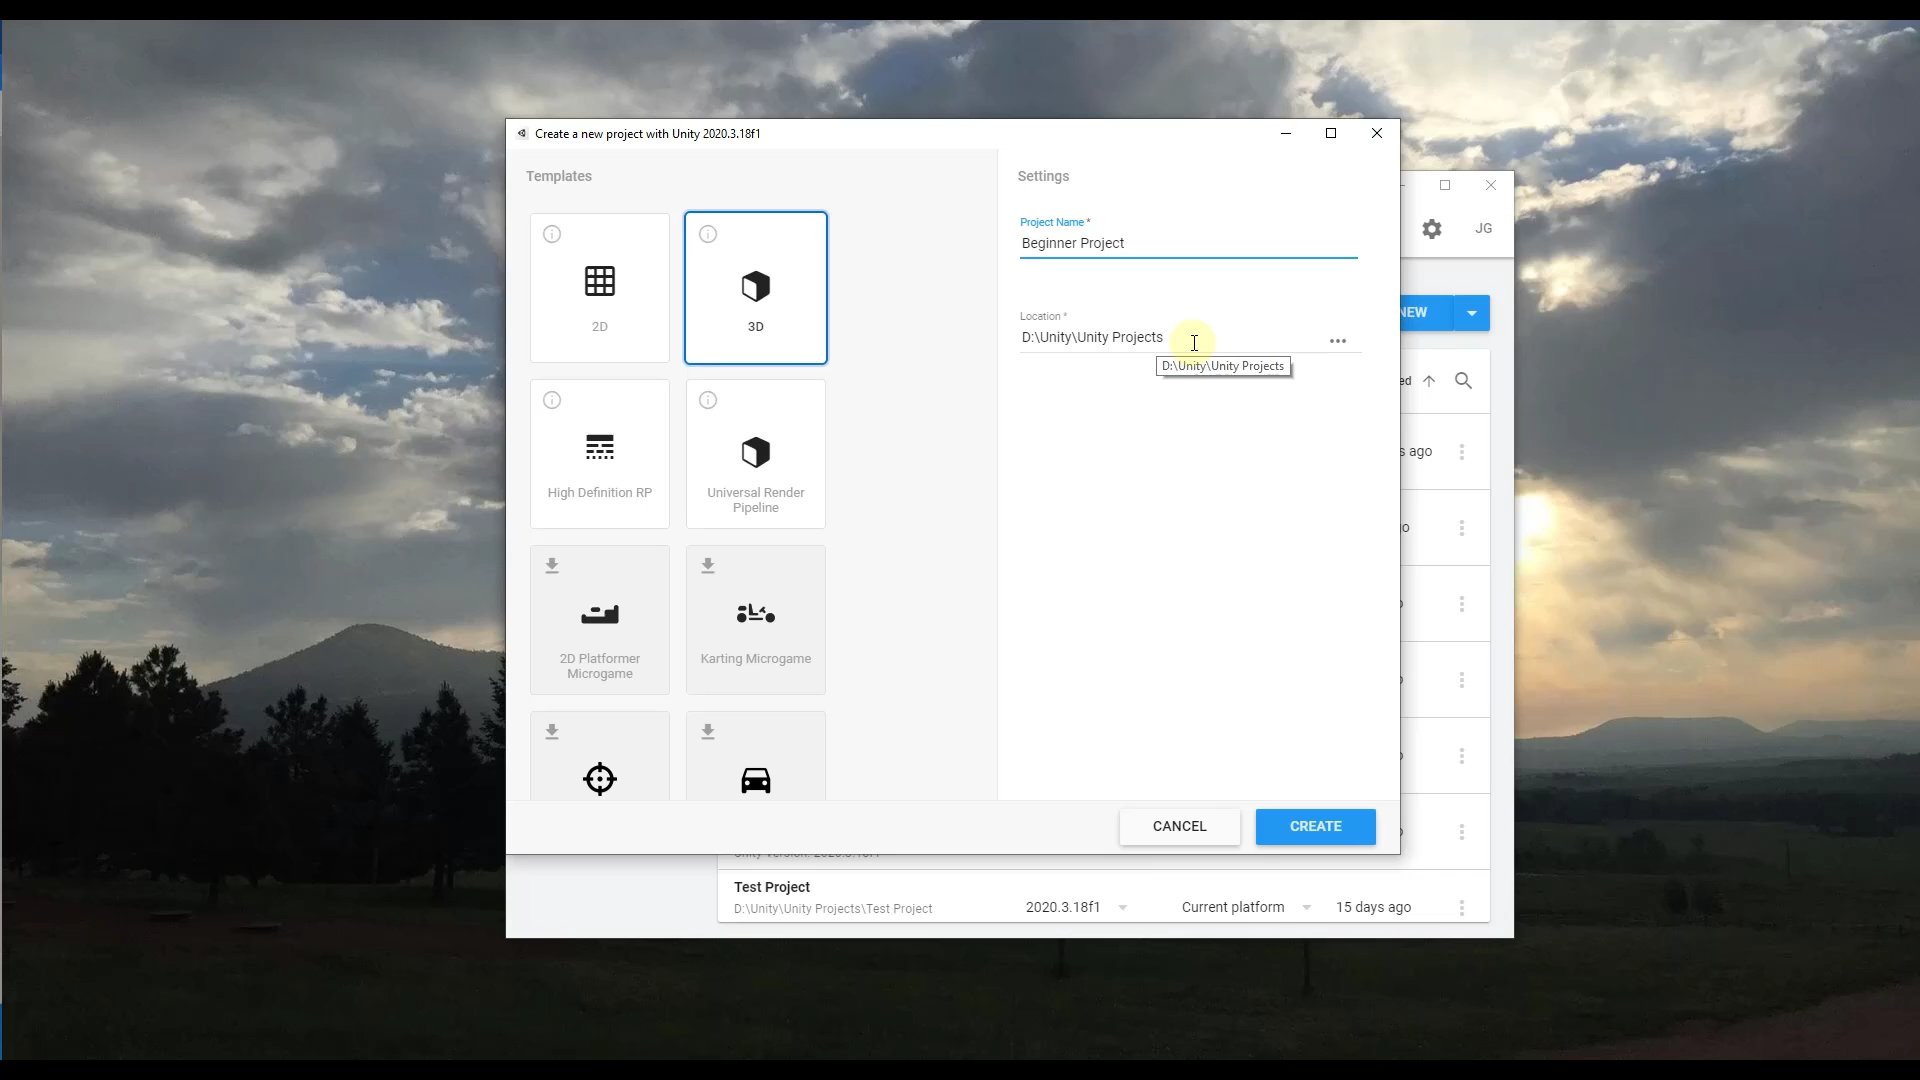 Create a new project with Unity 2020.3.18f1
Templates
2D
3D
High Definition RP
Universal Render
Pipeline
2D Platformer
Microgame
Karting Microgame
Settings
Project Name *
Beginner Project
Location *
D:\Unity\Unity Projects
D:\Unity\Unity Projects
CANCEL
CREATE
JG
NEW
ago
Test Project
D:\Unity\Unity Projects\Test Project
2020.3.18f1
Current platform
15 days ago